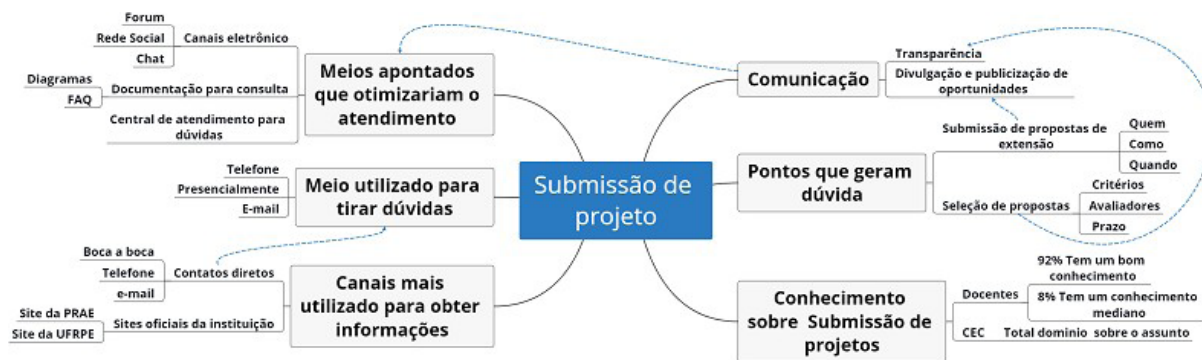 Submissão de
projeto
Meios apontados
que otimizariam o
atendimento
Canais eletrônico
Forum
Rede Social
Chat
Documentação para consulta
Diagramas
FAQ
Central de atendimento para
dúvidas
Meio utilizado para
tirar dúvidas
Telefone
Presencialmente
E-mail
Canais mais
utilizado para obter
informações
Contatos diretos
Boca a boca
Telefone
e-mail
Sites oficiais da instituição
Site da PRAE
Site da UFRPE
Comunicação
Transparência
Divulgação e publicização de
oportunidades
Pontos que geram
dúvida
Submissão de propostas de
extensão
Quem
Como
Quando
Seleção de propostas
Critérios
Avaliadores
Prazo
Conhecimento
sobre Submissão de
projetos
Docentes
92% Tem um bom
conhecimento
8% Tem um conhecimento
mediano
CEC
Total dominio sobre o assunto